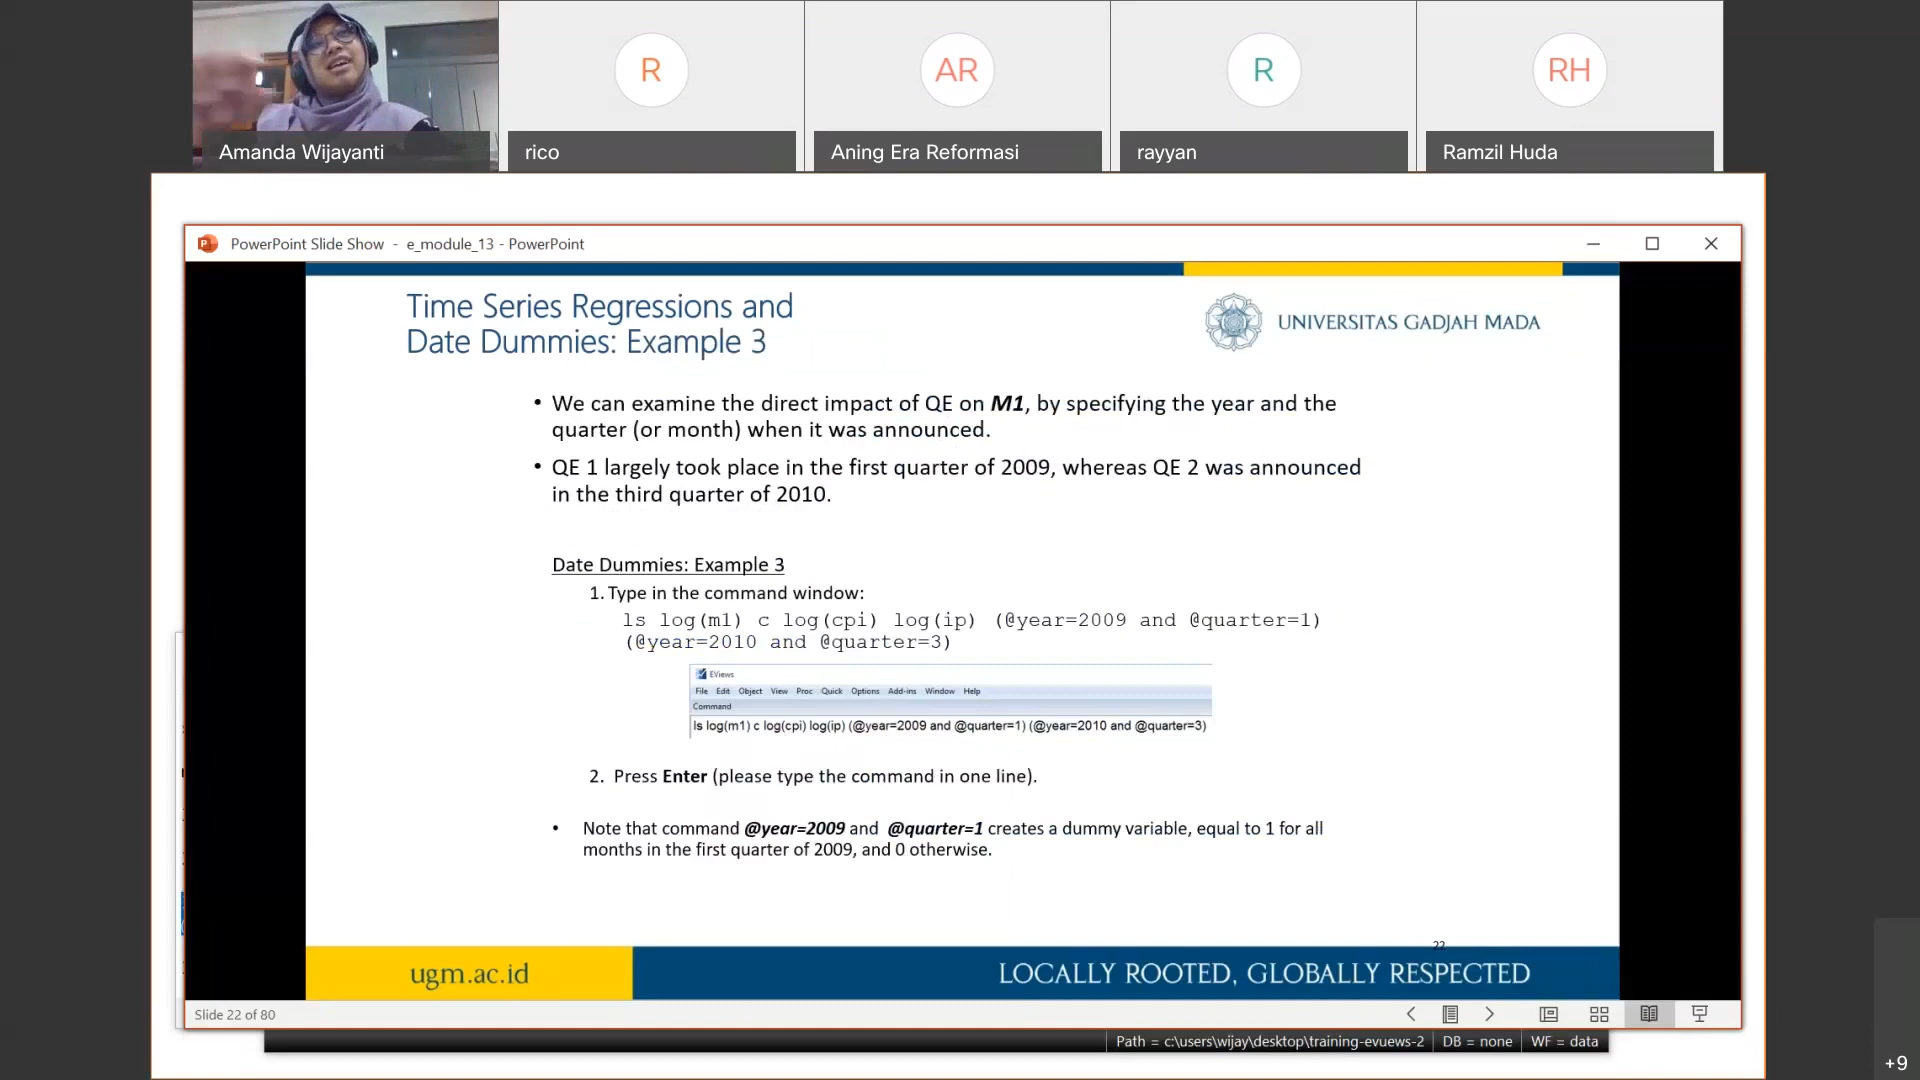 R
AR
R
RH
Amanda Wijayanti
rico
Aning Era Reformasi
rayyan
Ramzil Huda
PowerPoint Slide Show - e_module_13 - PowerPoint
Time Series Regressions and
Date Dummies: Example 3
UNIVERSITAS GADJAH MADA
• We can examine the direct impact of QE on M1, by specifying the year and the
quarter (or month) when it was announced.
• QE 1 largely took place in the first quarter of 2009, whereas QE 2 was announced
in the third quarter of 2010.
Date Dummies: Example 3
1. Type in the command window:
ls log(m1) c log(cpi) log(ip) (@year=2009 and @quarter=1)
(@year=2010 and @quarter=3)
EViews
File Edit Object View Proc Quick Options Add-ins Window Help
Command
ls log(m1) c log(cpi) log(ip) (@year=2009 and @quarter=1) (@year=2010 and @quarter=3)
2. Press Enter (please type the command in one line).
• Note that command @year=2009 and @quarter=1 creates a dummy variable, equal to 1 for all
months in the first quarter of 2009, and 0 otherwise.
22
ugm.ac.id
LOCALLY ROOTED, GLOBALLY RESPECTED
Slide 22 of 80
Path = c:\users\wijay\desktop\training-evuews-2 DB = none WF = data
+9